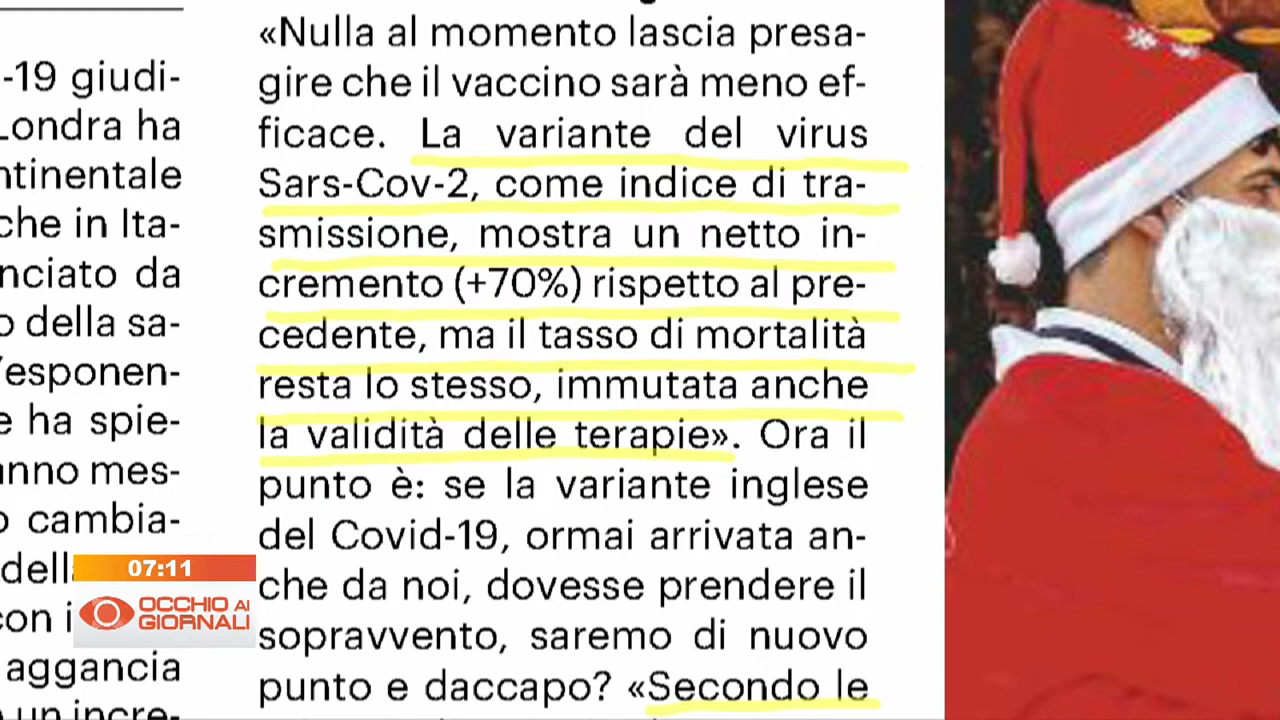 -19 giudi-
Londra ha
ntinentale
che in Ita-
nciato da
o della sa-
'esponen-
e ha spie-
anno mes-
o cambia-
dell
con i
aggancia
un incre-
«Nulla al momento lascia presa-
gire che il vaccino sarà meno ef-
ficace. La variante del virus
Sars-Cov-2, come indice di tra-
smissione, mostra un netto in-
cremento (+70%) rispetto al pre-
cedente, ma il tasso di mortalità
resta lo stesso, immutata anche
la validità delle terapie». Ora il
punto è: se la variante inglese
del Covid-19, ormai arrivata an-
che da noi, dovesse prendere il
sopravvento, saremo di nuovo
punto e daccapo? «Secondo le
07:11
OCCHIO AI
GIORNALI